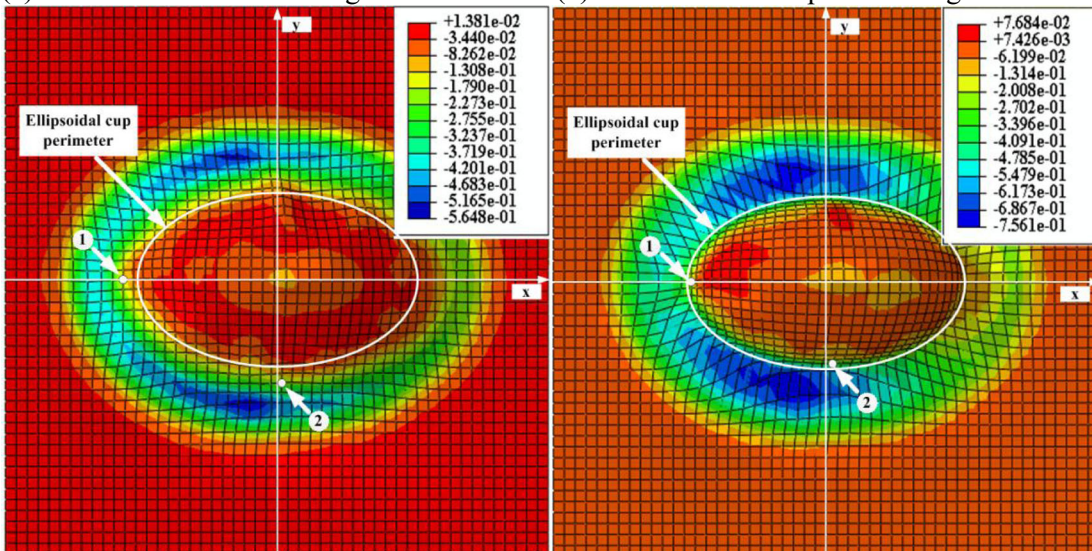 y
+1.381e-02
-3.440e-02
-8.262e-02
-1.308e-01
-1.790e-01
-2.273e-01
-2.755e-01
-3.237e-01
-3.719e-01
-4.201e-01
-4.683e-01
-5.165e-01
-5.648e-01
Ellipsoidal cup
perimeter
1
x
2
y
+7.684e-02
+7.426e-03
-6.199e-02
-1.314e-01
-2.008e-01
-2.702e-01
-3.396e-01
-4.091e-01
-4.785e-01
-5.479e-01
-6.173e-01
-6.867e-01
-7.561e-01
Ellipsoidal cup
perimeter
1
x
2